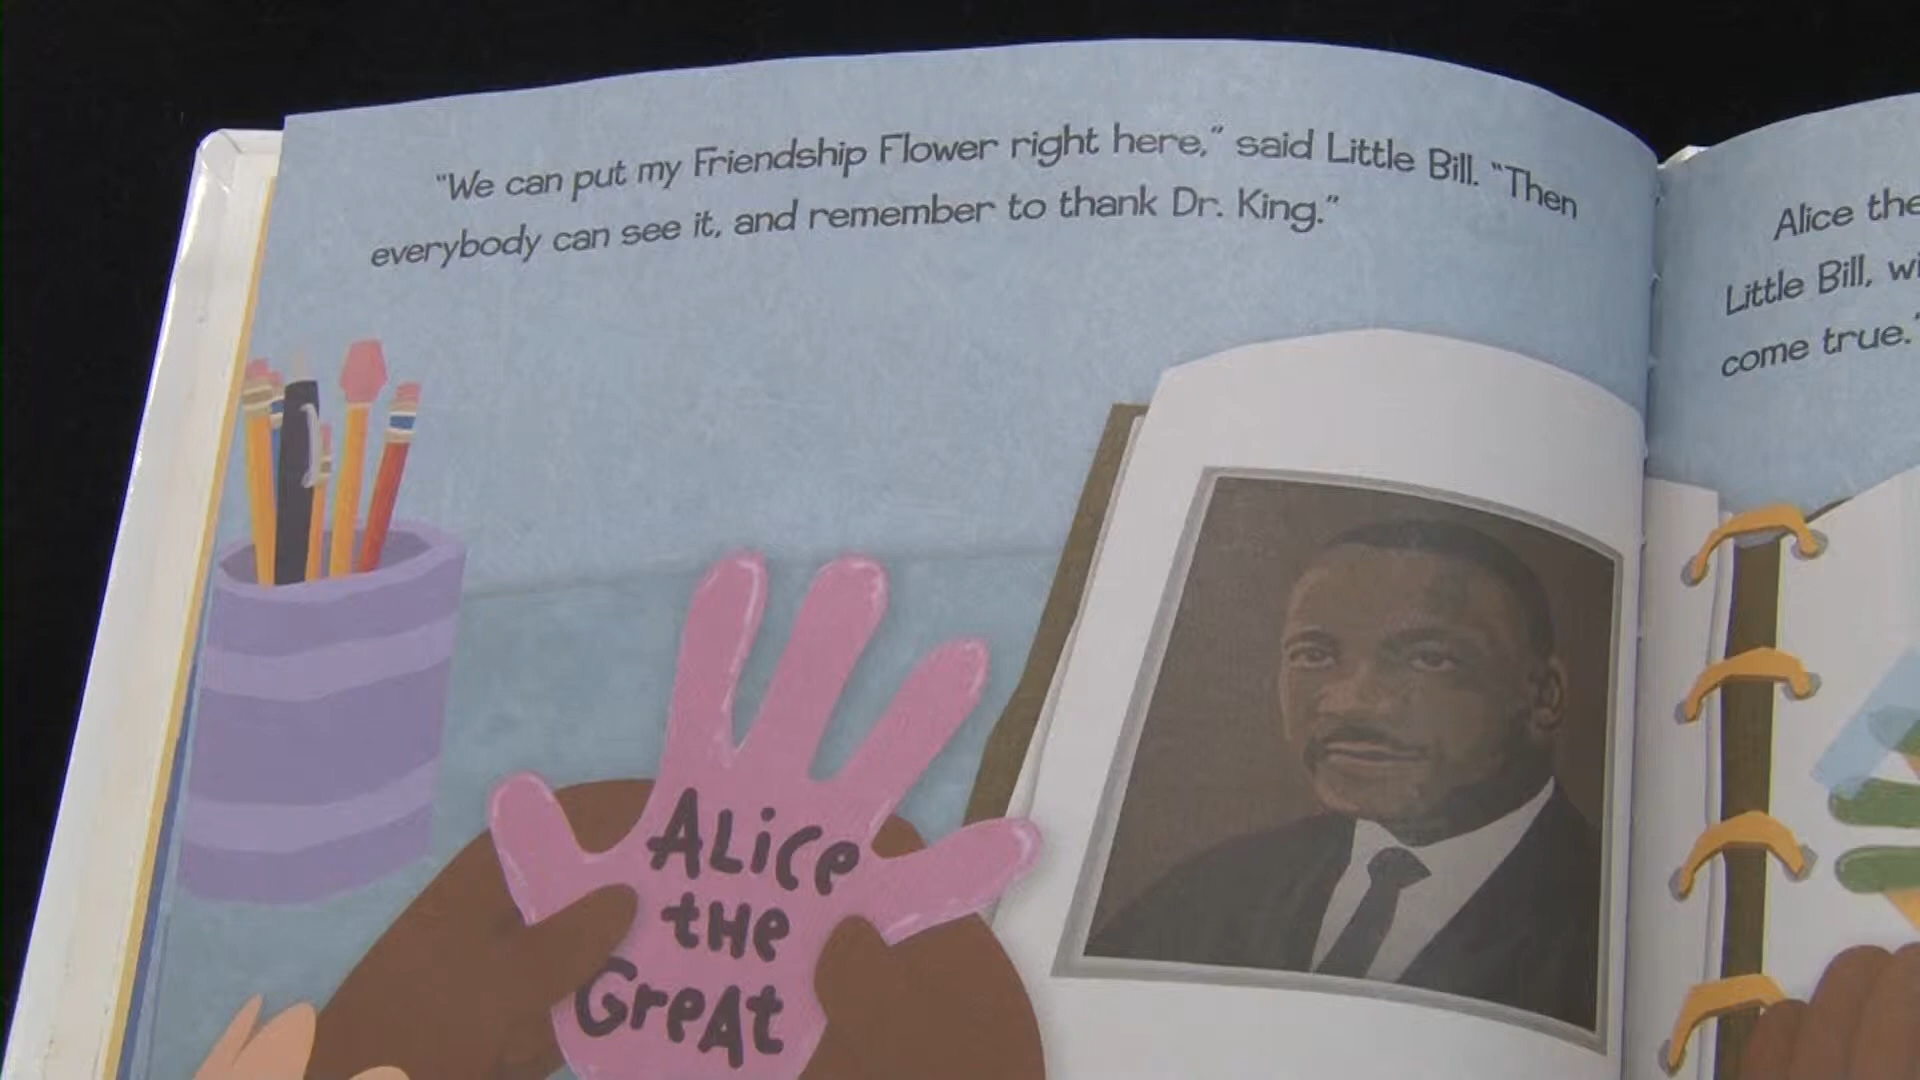 "We can put my Friendship Flower right here," said Little Bill. "Then
everybody can see it, and remember to thank Dr. King."
ALice
tHe
GreAt
Alice the
Little Bill, wi
come true."